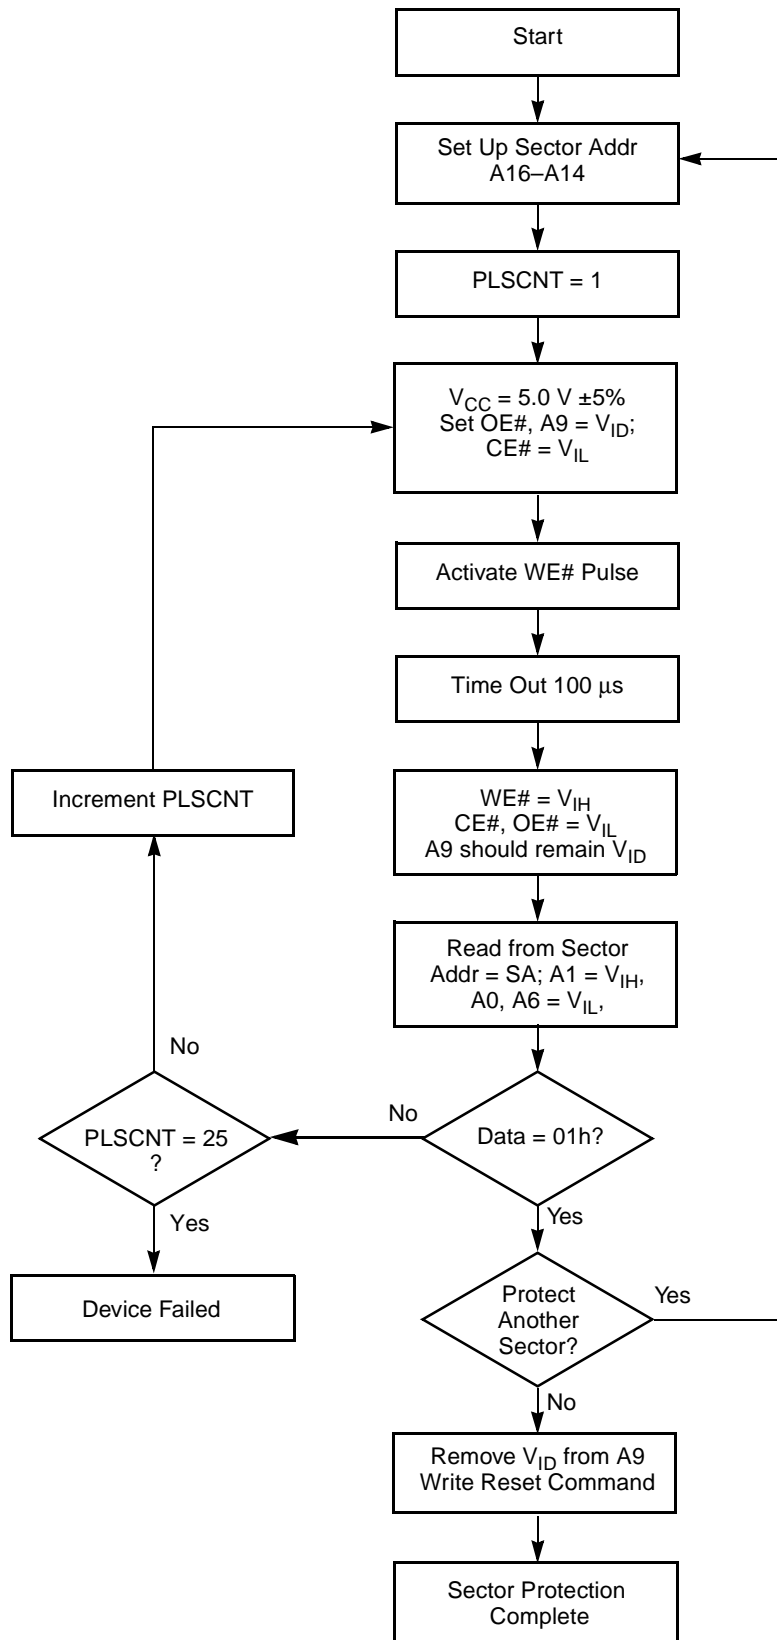 Start
Set Up Sector Addr
A16–A14
PLSCNT = 1
VCC = 5.0 V ±5%
Set OE#, A9 = VID;
CE# = VIL
Activate WE# Pulse
Time Out 100 μs
Increment PLSCNT
WE# = VIH
CE#, OE# = VIL
A9 should remain VID
Read from Sector
Addr = SA; A1 = VIH,
A0, A6 = VIL,
No
No
PLSCNT = 25
?
Data = 01h?
Yes
Yes
Device Failed
Protect
Another
Sector?
Yes
No
Remove VID from A9
Write Reset Command
Sector Protection
Complete